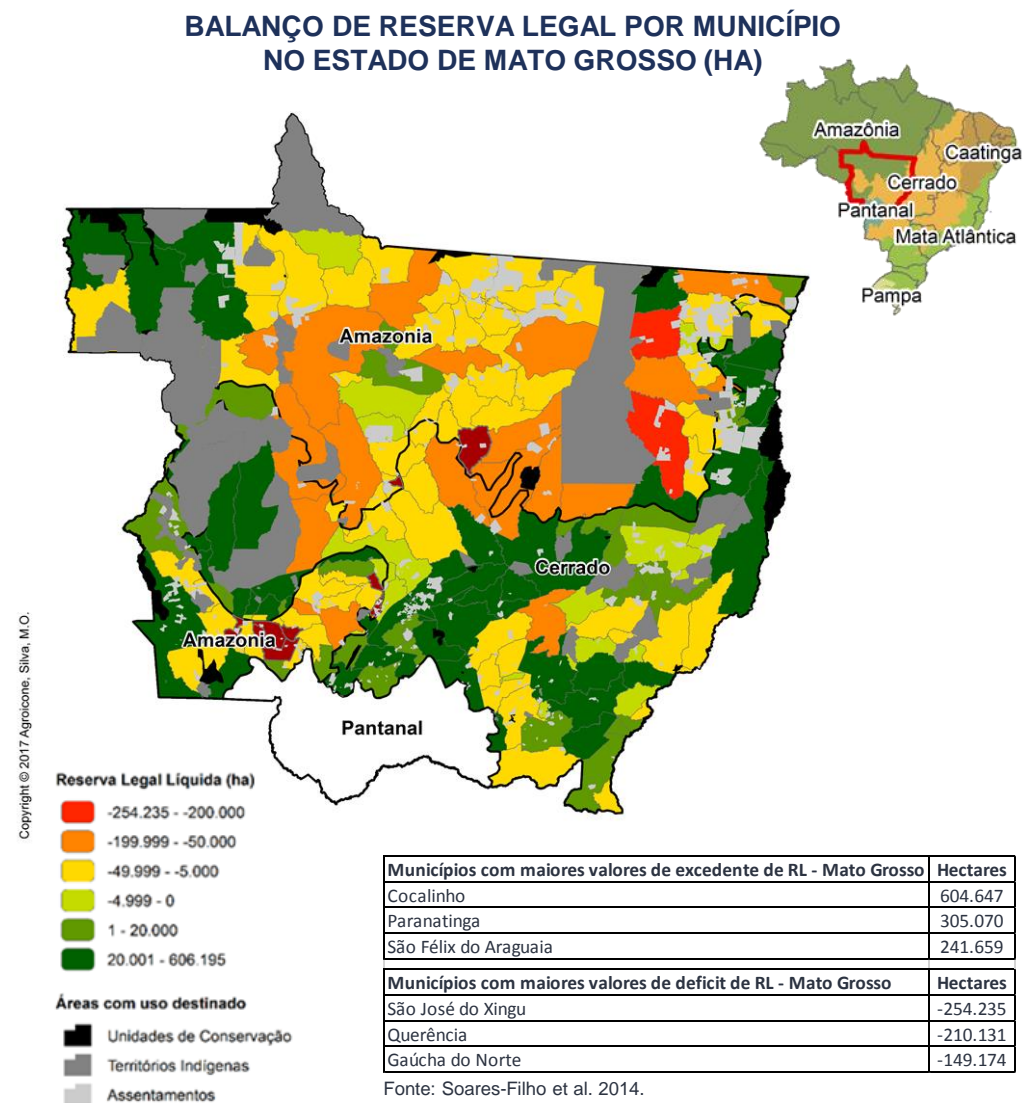 BALANÇO DE RESERVA LEGAL POR MUNICÍPIO
NO ESTADO DE MATO GROSSO (HA)
Amazônia
Caatinga
Cerrado
Pantanal
Mata Atlântica
Pampa
Amazonia
Cerrado
Amazonia
Pantanal
Copyright © 2017 Agroicone, Silva, M.O.
Reserva Legal Líquida (ha)
-254.235 - -200.000
-199.999 - -50.000
-49.999 - -5.000
-4.999 - 0
1 - 20.000
20.001 - 606.195
Áreas com uso destinado
Unidades de Conservação
Territórios Indígenas
Assentamentos
Municípios com maiores valores de excedente de RL - Mato Grosso Hectares
Cocalinho 604.647
Paranatinga 305.070
São Félix do Araguaia 241.659
Municípios com maiores valores de deficit de RL - Mato Grosso Hectares
São José do Xingu -254.235
Querência -210.131
Gaúcha do Norte -149.174
Fonte: Soares-Filho et al. 2014.